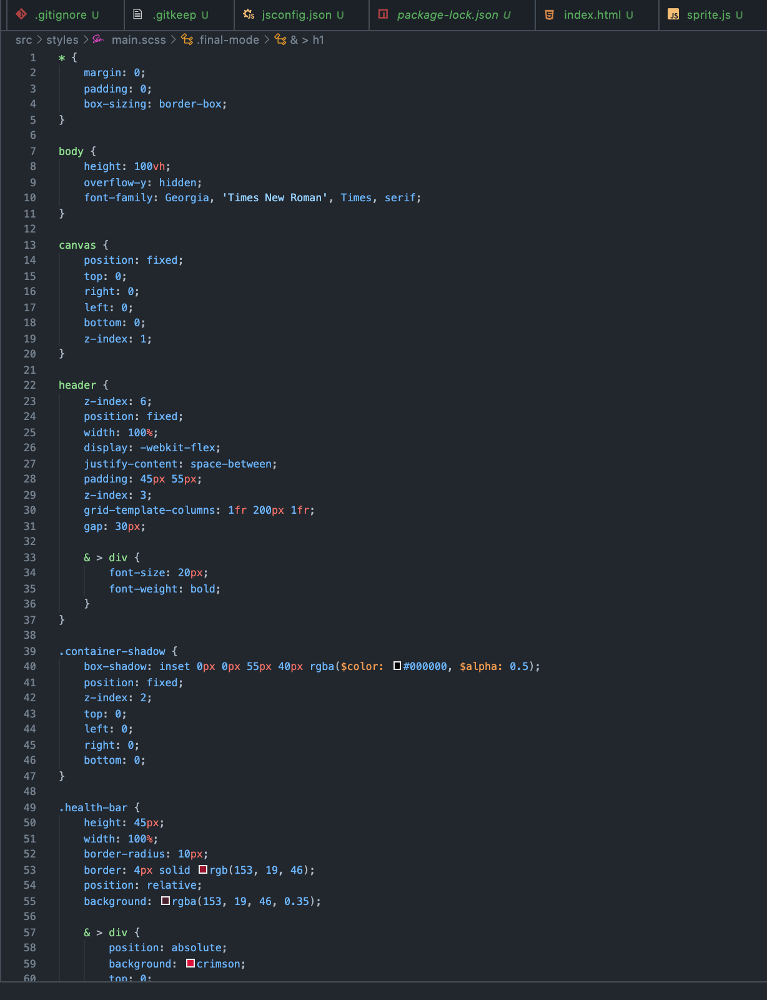 .gitignore U .gitkeep U jsconfig.json U package-lock.json U index.html U JS sprite.js U
src > styles > main.scss > .final-mode > & > h1
1 * {
2 margin: 0;
3 padding: 0;
4 box-sizing: border-box;
5 }
6
7 body {
8 height: 100vh;
9 overflow-y: hidden;
10 font-family: Georgia, 'Times New Roman', Times, serif;
11 }
12
13 canvas {
14 position: fixed;
15 top: 0;
16 right: 0;
17 left: 0;
18 bottom: 0;
19 z-index: 1;
20 }
21
22 header {
23 z-index: 6;
24 position: fixed;
25 width: 100%;
26 display: -webkit-flex;
27 justify-content: space-between;
28 padding: 45px 55px;
29 z-index: 3;
30 grid-template-columns: 1fr 200px 1fr;
31 gap: 30px;
32
33 & > div {
34 font-size: 20px;
35 font-weight: bold;
36 }
37 }
38
39 .container-shadow {
40 box-shadow: inset 0px 0px 55px 40px rgba($color: #000000, $alpha: 0.5);
41 position: fixed;
42 z-index: 2;
43 top: 0;
44 left: 0;
45 right: 0;
46 bottom: 0;
47 }
48
49 .health-bar {
50 height: 45px;
51 width: 100%;
52 border-radius: 10px;
53 border: 4px solid rgb(153, 19, 46);
54 position: relative;
55 background: rgba(153, 19, 46, 0.35);
56
57 & > div {
58 position: absolute;
59 background: crimson;
60 top: 0;